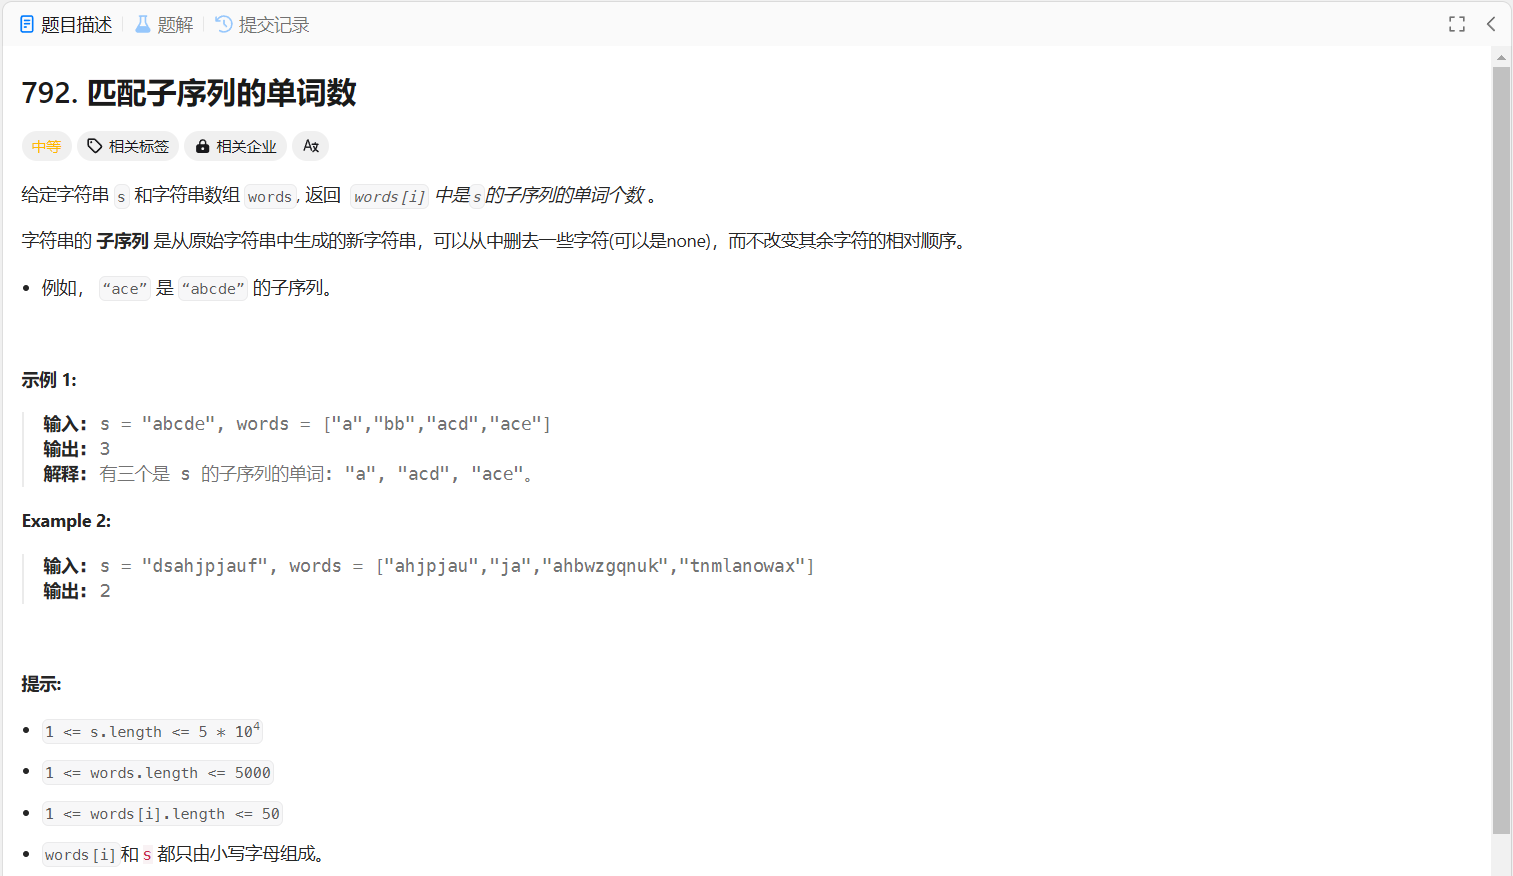 题目描述 题解 提交记录
792. 匹配子序列的单词数
中等 相关标签 相关企业
给定字符串 s 和字符串数组 words, 返回 words[i] 中是s的子序列的单词个数 。
字符串的 子序列 是从原始字符串中生成的新字符串，可以从中删去一些字符(可以是none)，而不改变其余字符的相对顺序。
• 例如， “ace” 是 “abcde” 的子序列。
示例 1:
输入: s = "abcde", words = ["a","bb","acd","ace"]
输出: 3
解释: 有三个是 s 的子序列的单词: "a", "acd", "ace"。
Example 2:
输入: s = "dsahjpjauf", words = ["ahjpjau","ja","ahbwzgqnuk","tnmlanowax"]
输出: 2
提示:
• 1 <= s.length <= 5 * 10⁴
• 1 <= words.length <= 5000
• 1 <= words[i].length <= 50
• words[i]和 s 都只由小写字母组成。